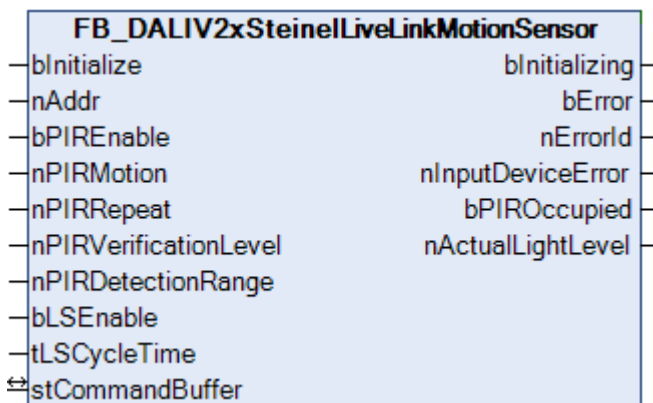 FB_DALIV2xSteinelLiveLinkMotionSensor
bInitialize bInitializing
nAddr bError
bPIREnable nErrorId
nPIRMotion nInputDeviceError
nPIRRepeat bPIROccupied
nPIRVerificationLevel nActualLightLevel
nPIRDetectionRange
bLSEnable
tLSCycleTime
stCommandBuffer